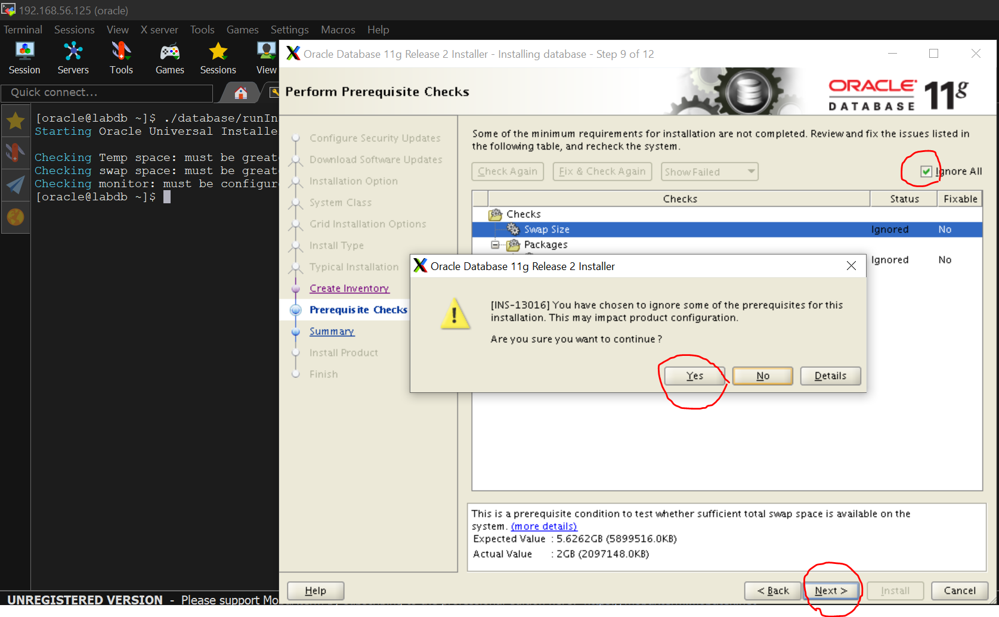 192.168.56.125 (oracle)
Terminal Sessions View X server Tools Games Settings Macros Help
Session Servers Tools Games Sessions View
Quick connect...
[oracle@labdb ~]$ ./database/runIn
Starting Oracle Universal Installe
Checking Temp space: must be great
Checking swap space: must be great
Checking monitor: must be configur
[oracle@labdb ~]$
UNREGISTERED VERSION - Please support Mo
Oracle Database 11g Release 2 Installer - Installing database - Step 9 of 12
Perform Prerequisite Checks
ORACLE DATABASE 11g
Configure Security Updates
Download Software Updates
Installation Option
System Class
Grid Installation Options
Install Type
Typical Installation
Create Inventory
Prerequisite Checks
Summary
Install Product
Finish
Some of the minimum requirements for installation are not completed. Review and fix the issues listed in
the following table, and recheck the system.
Check Again Fix & Check Again Show Failed Ignore All
Checks Status Fixable
Checks
Swap Size Ignored No
Packages
Ignored No
Oracle Database 11g Release 2 Installer
[INS-13016] You have chosen to ignore some of the prerequisites for this
installation. This may impact product configuration.
Are you sure you want to continue?
Yes No Details
This is a prerequisite condition to test whether sufficient total swap space is available on the
system. (more details)
Expected Value : 5.6262GB (5899516.0KB)
Actual Value : 2GB (2097148.0KB)
Help < Back Next > Install Cancel